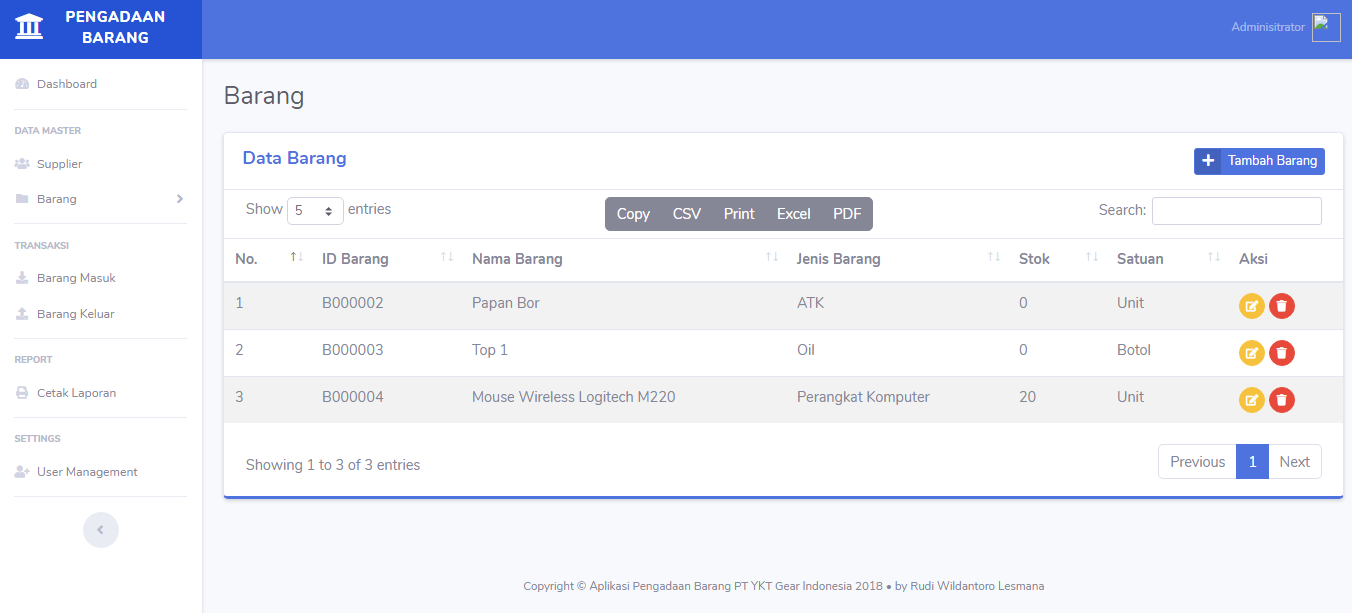 PENGADAAN
BARANG
Adminisitrator
Dashboard
DATA MASTER
Supplier
Barang
TRANSAKSI
Barang Masuk
Barang Keluar
REPORT
Cetak Laporan
SETTINGS
User Management
Barang
Data Barang
Tambah Barang
Show 5 entries
Copy CSV Print Excel PDF
Search:
No. ID Barang Nama Barang Jenis Barang Stok Satuan Aksi
1 B000002 Papan Bor ATK 0 Unit
2 B000003 Top 1 Oil 0 Botol
3 B000004 Mouse Wireless Logitech M220 Perangkat Komputer 20 Unit
Showing 1 to 3 of 3 entries
Previous 1 Next
Copyright © Aplikasi Pengadaan Barang PT YKT Gear Indonesia 2018 • by Rudi Wildantoro Lesmana